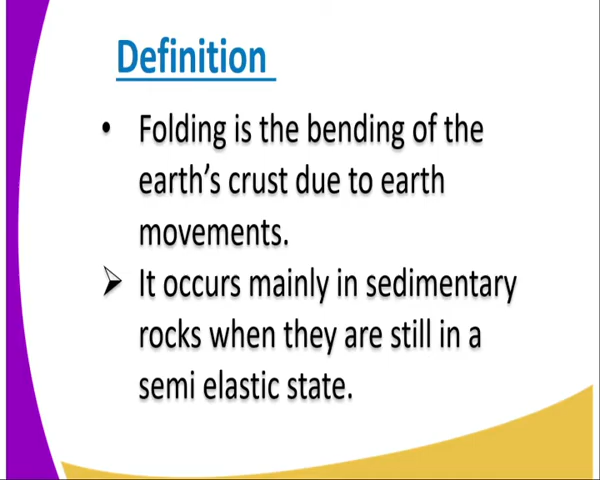 Definition
• Folding is the bending of the
earth's crust due to earth
movements.
➢ It occurs mainly in sedimentary
rocks when they are still in a
semi elastic state.